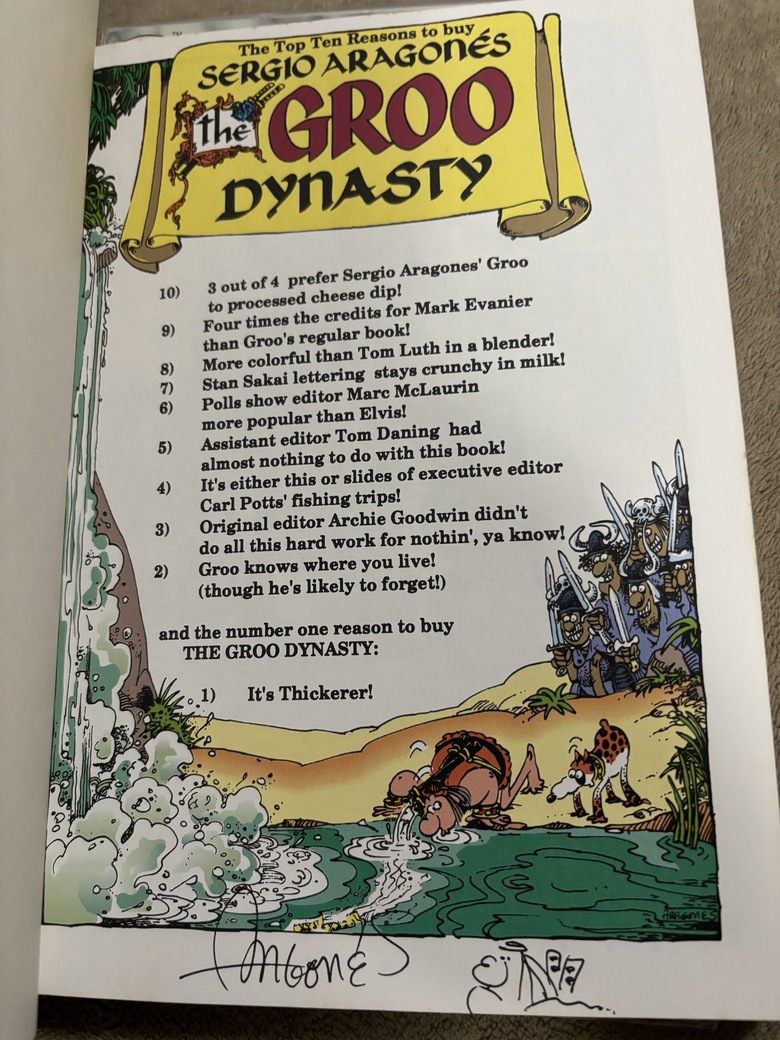 The Top Ten Reasons to buy
SERGIO ARAGONÉS
the GROO
DYNASTY
10) 3 out of 4 prefer Sergio Aragones' Groo
to processed cheese dip!
9) Four times the credits for Mark Evanier
than Groo's regular book!
8) More colorful than Tom Luth in a blender!
7) Stan Sakai lettering stays crunchy in milk!
6) Polls show editor Marc McLaurin
more popular than Elvis!
5) Assistant editor Tom Daning had
almost nothing to do with this book!
4) It's either this or slides of executive editor
Carl Potts' fishing trips!
3) Original editor Archie Goodwin didn't
do all this hard work for nothin', ya know!
2) Groo knows where you live!
(though he's likely to forget!)
and the number one reason to buy
THE GROO DYNASTY:
1) It's Thickerer!
ARAGONES
ARAGONES